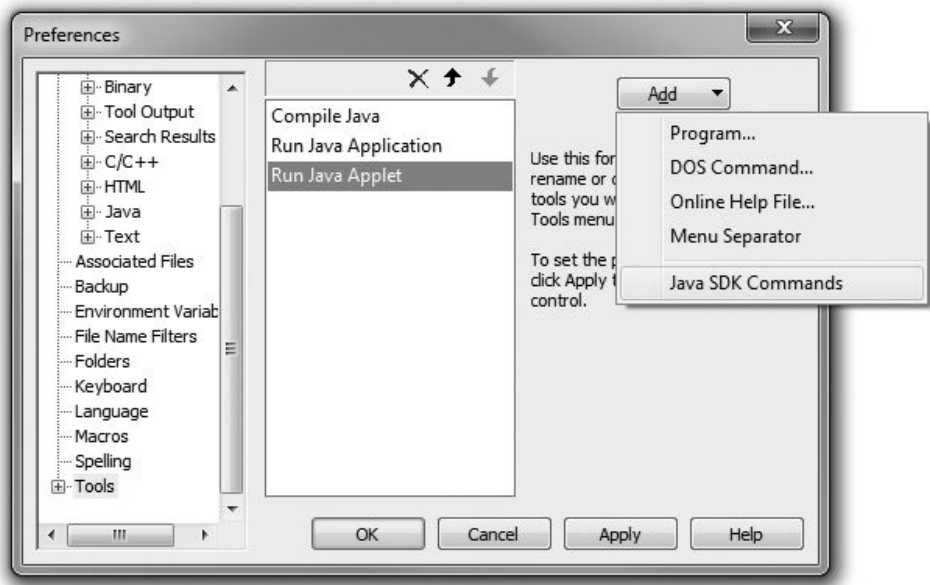 Preferences
Binary
Tool Output
Search Results
C/C++
HTML
Java
Text
Associated Files
Backup
Environment Variab
File Name Filters
Folders
Keyboard
Language
Macros
Spelling
Tools
Compile Java
Run Java Application
Run Java Applet
Add
Program...
DOS Command...
Online Help File...
Menu Separator
Java SDK Commands
Use this for
rename or
tools you w
Tools menu
To set the p
click Apply t
control.
OK
Cancel
Apply
Help